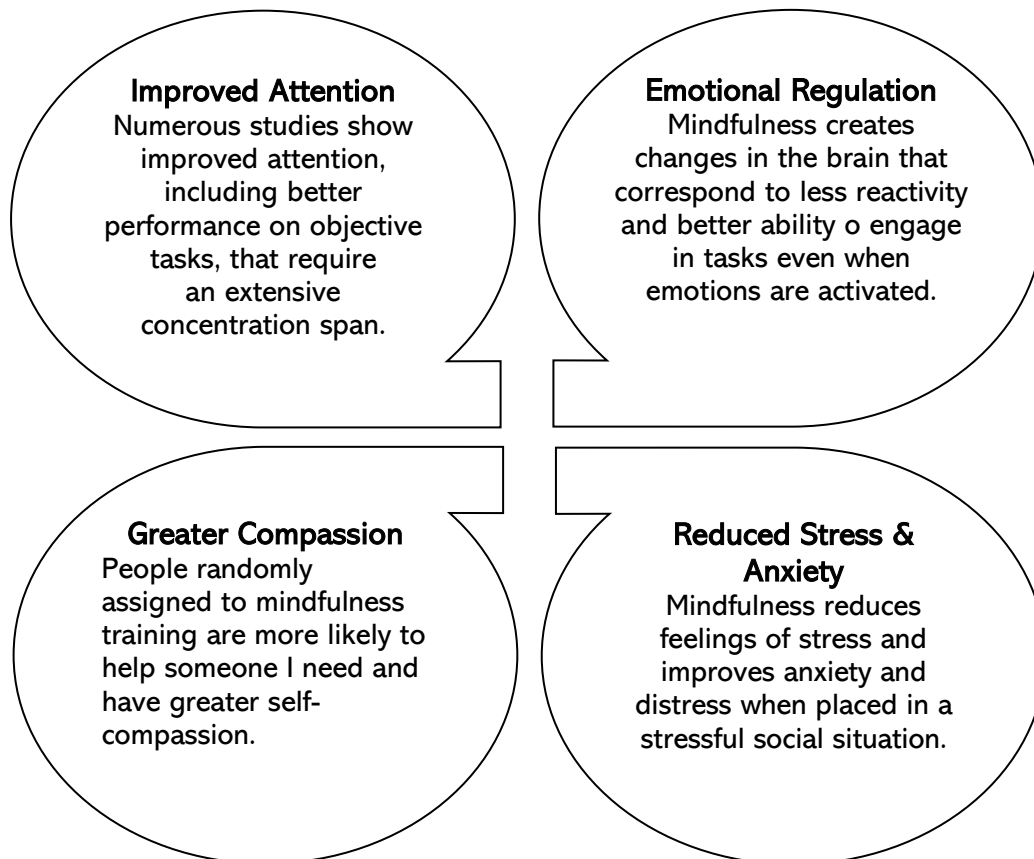 Improved Attention
Numerous studies show
improved attention,
including better
performance on objective
tasks, that require
an extensive
concentration span.
Emotional Regulation
Mindfulness creates
changes in the brain that
correspond to less reactivity
and better ability o engage
in tasks even when
emotions are activated.
Greater Compassion
People randomly
assigned to mindfulness
training are more likely to
help someone I need and
have greater self-
compassion.
Reduced Stress &
Anxiety
Mindfulness reduces
feelings of stress and
improves anxiety and
distress when placed in a
stressful social situation.